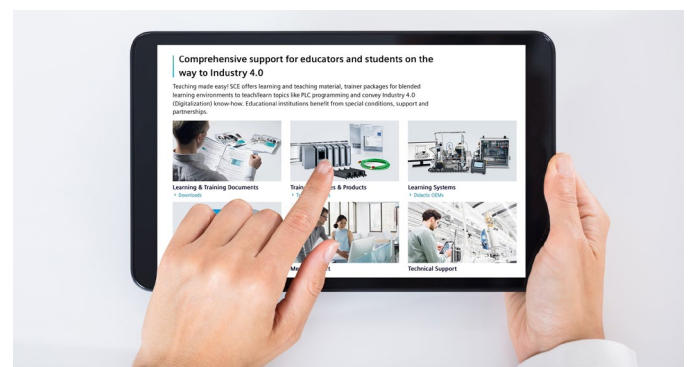 Comprehensive support for educators and students on the
way to Industry 4.0
Teaching made easy! SCE offers learning and teaching material, trainer packages for blended
learning environments to teach/learn topics like PLC programming and convey Industry 4.0
(Digitalization) know-how. Educational institutions benefit from special conditions, support and
partnerships.
Learning & Training Documents
Downloads
& Products
Learning Systems
Didactic OEMs
Technical Support